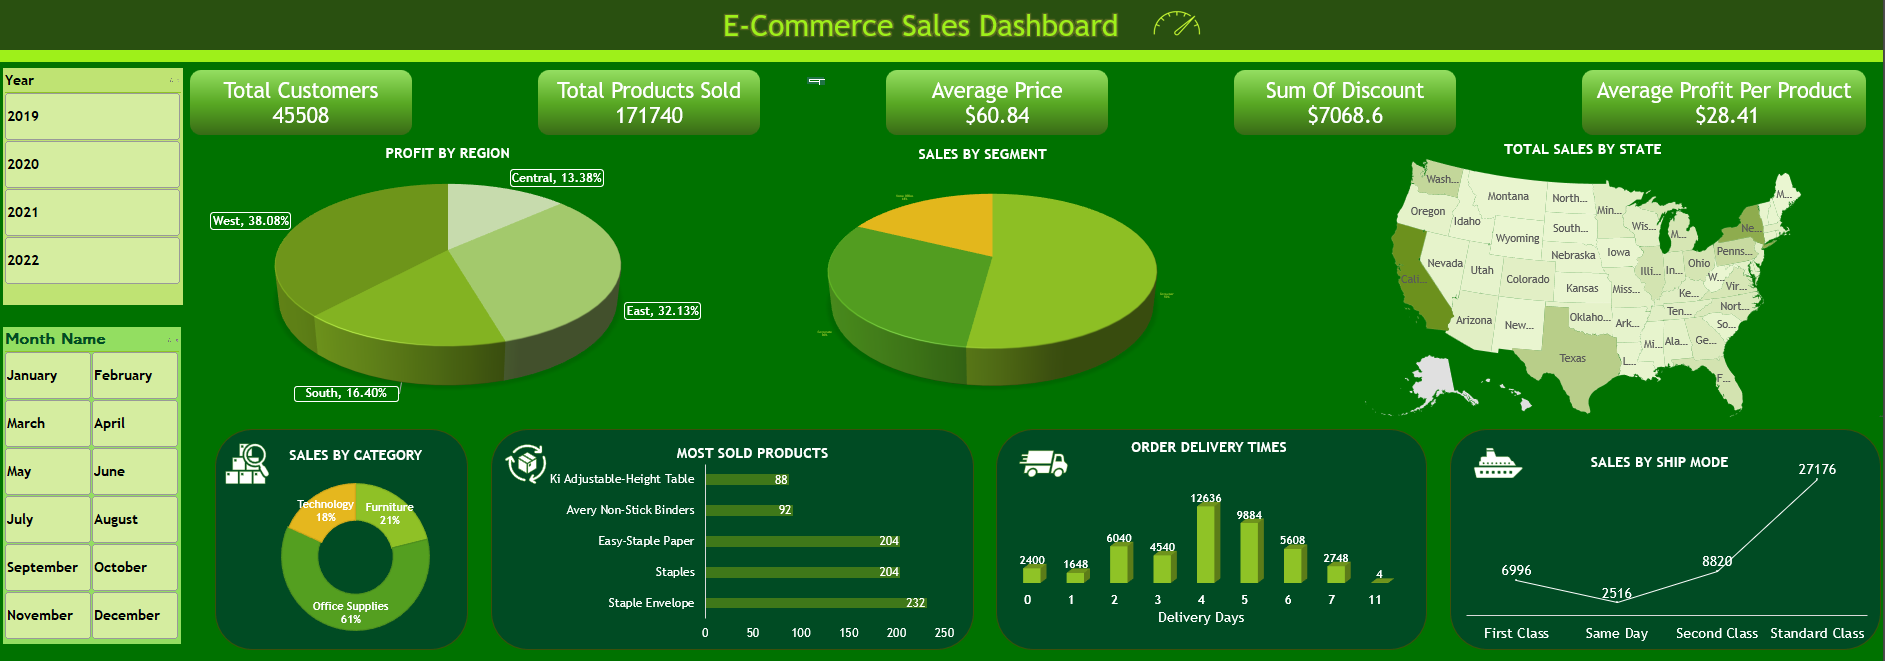 E-Commerce Sales Dashboard
Year
2019
2020
2021
2022
Month Name
January
February
March
April
May
June
July
August
September
October
November
December
Total Customers
45508
Total Products Sold
171740
Average Price
$60.84
Sum Of Discount
$7068.6
Average Profit Per Product
$28.41
PROFIT BY REGION
Central, 13.38%
West, 38.08%
East, 32.13%
South, 16.40%
SALES BY SEGMENT
TOTAL SALES BY STATE
Wash...
Montana
North...
Min...
M...
Oregon
Idaho
South...
Wis...
M...
Ne...
Wyoming
Nebraska
Iowa
Penns...
Nevada
Utah
Colorado
Illi...
In...
Ohio
W...
Cali...
Kansas
Miss...
Ke...
Vir...
Nort...
Arizona
New...
Oklaho...
Ark...
Ten...
So...
Mi...
Ala...
Ge...
Texas
L...
F...
SALES BY CATEGORY
Technology
18%
Furniture
21%
Office Supplies
61%
MOST SOLD PRODUCTS
Ki Adjustable-Height Table
88
Avery Non-Stick Binders
92
Easy-Staple Paper
204
Staples
204
Staple Envelope
232
0 50 100 150 200 250
ORDER DELIVERY TIMES
2400
1648
6040
4540
12636
9884
5608
2748
4
0 1 2 3 4 5 6 7 11
Delivery Days
SALES BY SHIP MODE
6996
2516
8820
27176
First Class
Same Day
Second Class
Standard Class